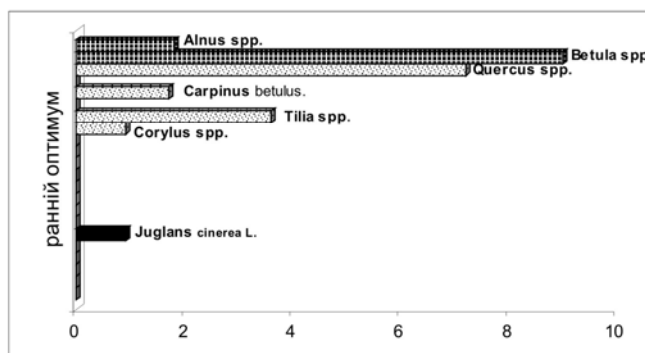 Alnus spp.
Betula spp
Quercus spp.
Carpinus betulus.
Tilia spp.
Corylus spp.
Juglans cinerea L.
ранній оптимум
0 2 4 6 8 10